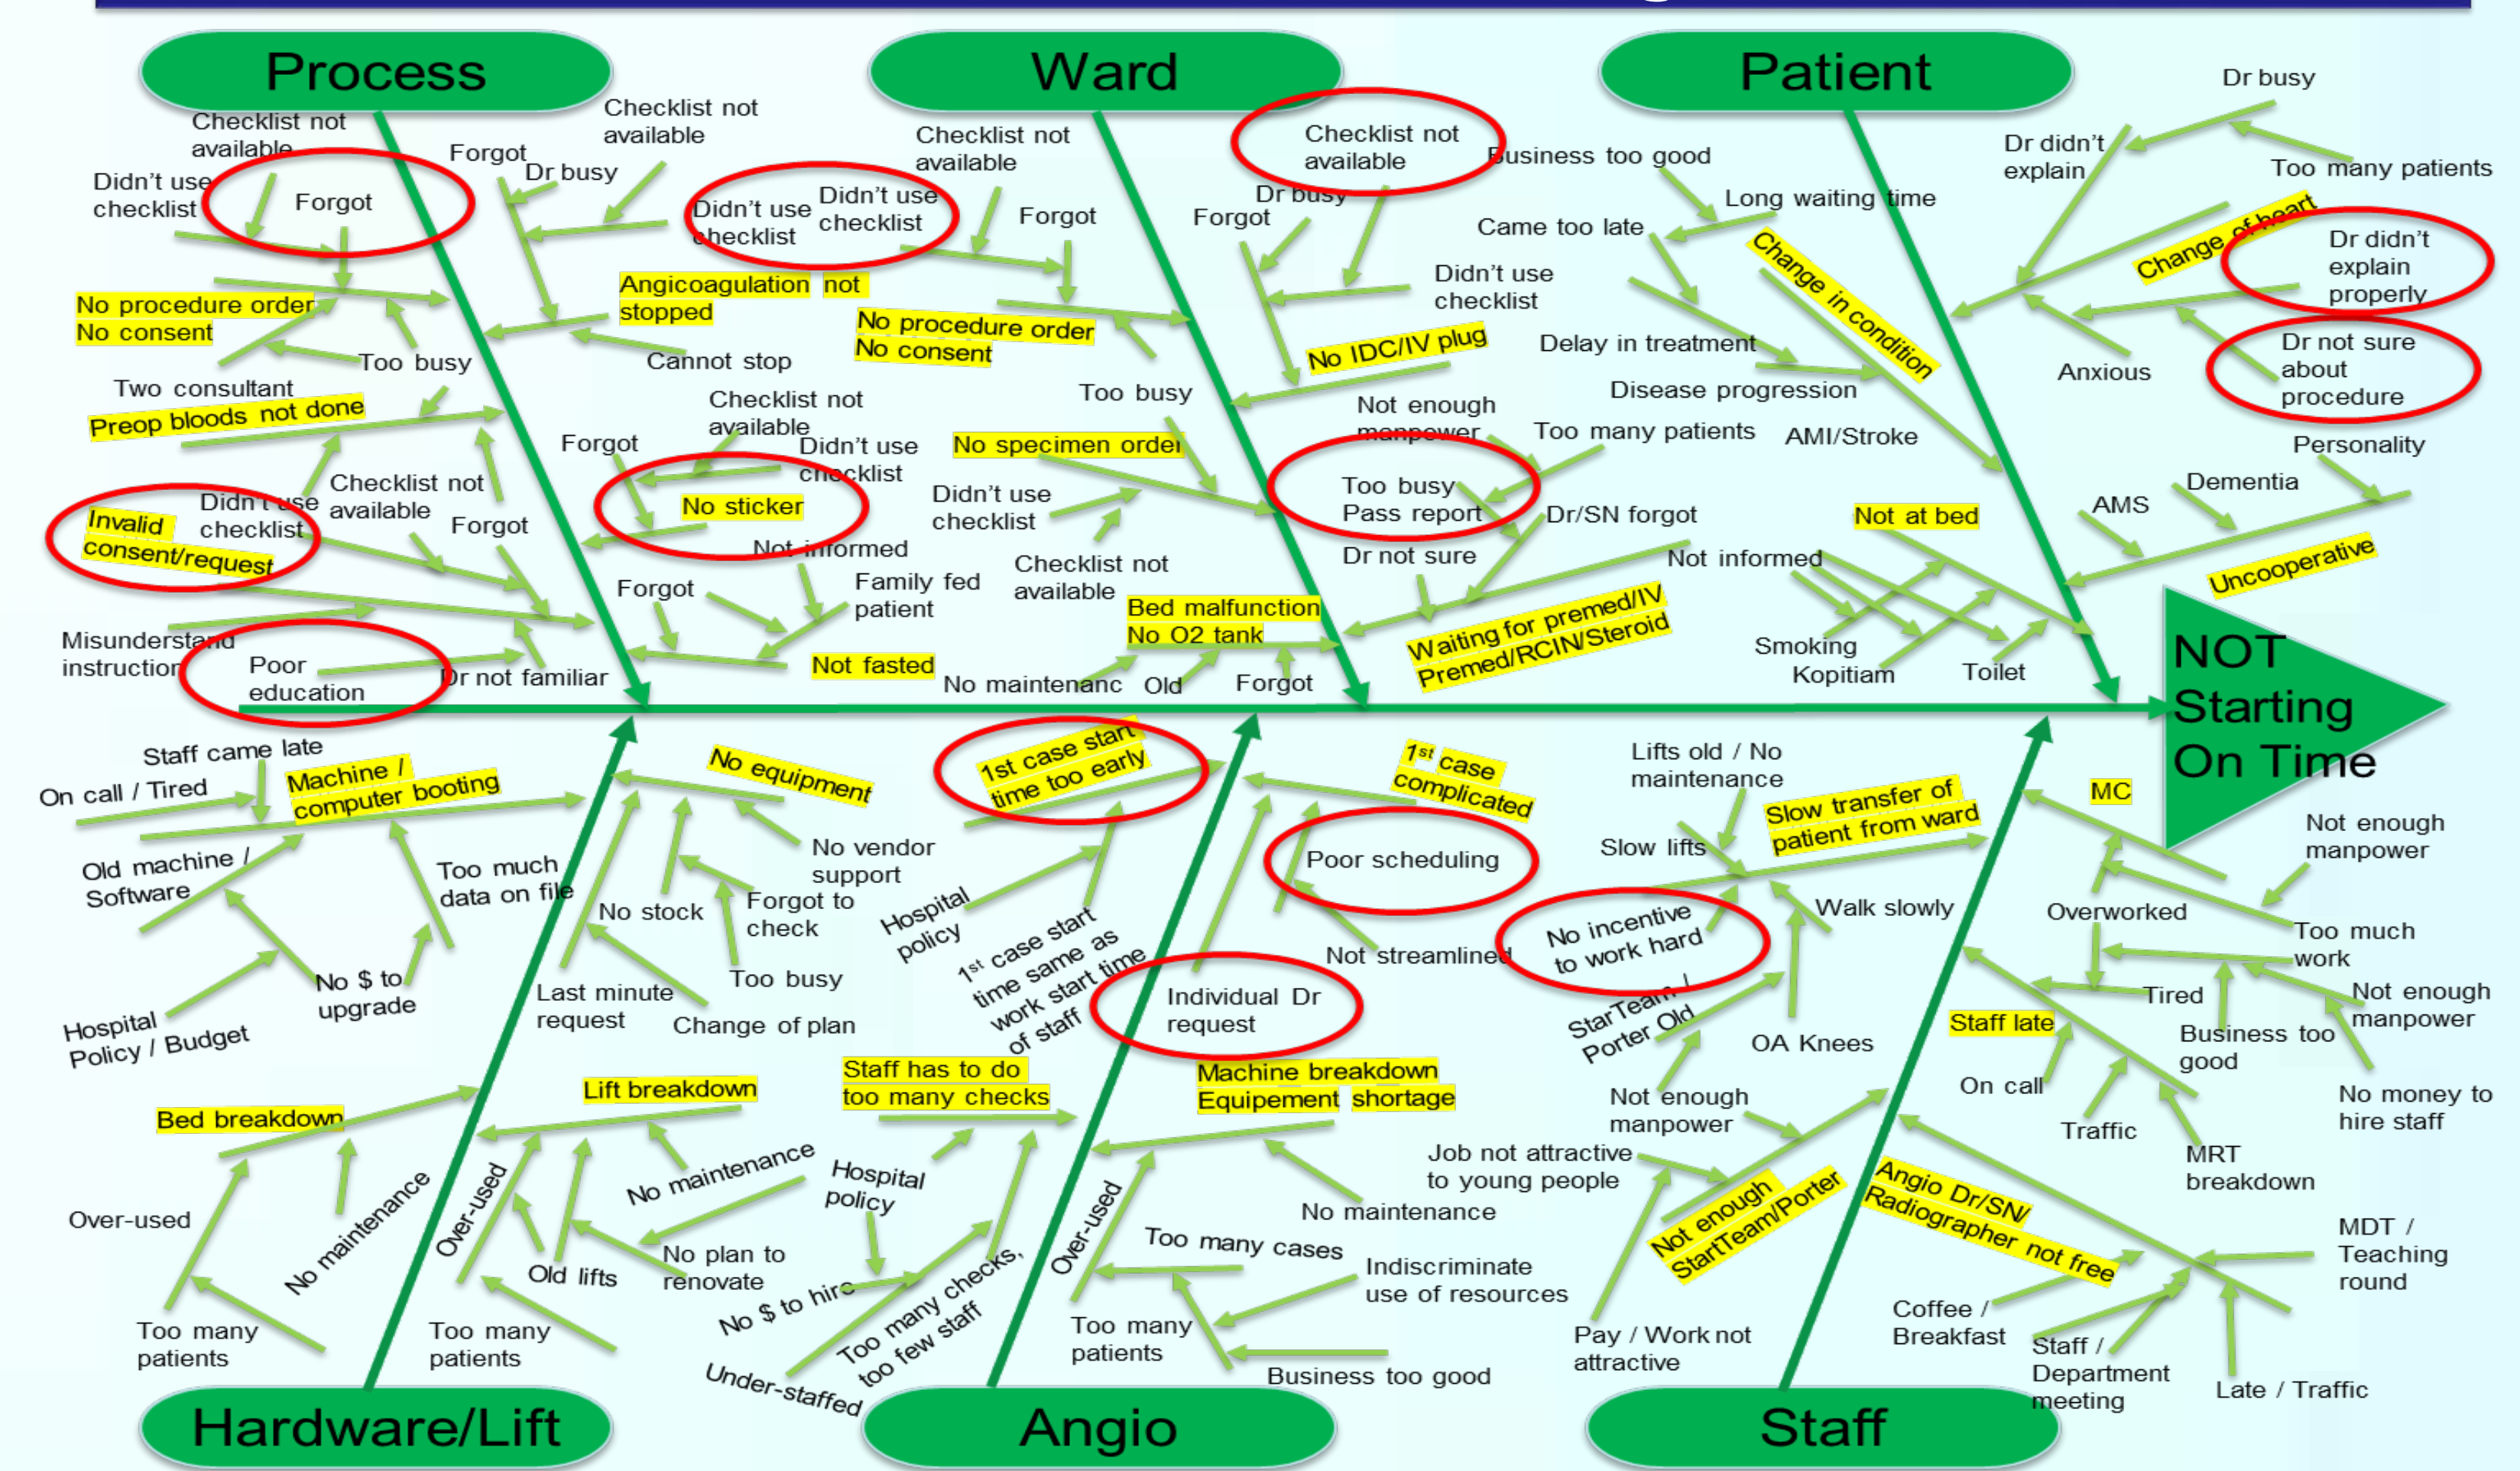 Process
Ward
Patient
Checklist not
available
Didn't use
checklist
Forgot
No procedure order
No consent
Too busy
Two consultant
Preop bloods not done
Forgot
Dr busy
Checklist not
available
Didn't use
checklist
Angicoagulation not
stopped
Cannot stop
Invalid
consent/request
Didn't use
checklist
Checklist not
available
Forgot
Misunderstand
instruction
Poor
education
Dr not familiar
Checklist not
available
Forgot
Didn't use
checklist
No sticker
Not informed
Forgot
Family fed
patient
Not fasted
Didn't use
checklist
Checklist not
available
Forgot
No procedure order
No consent
Too busy
No specimen order
Didn't use
checklist
Checklist not
available
Bed malfunction
No O2 tank
No maintenanc
Old
Forgot
Checklist not
available
Dr busy
Forgot
Didn't use
checklist
No IDC/IV plug
Not enough
manpower
Too many patients
Too busy
Pass report
Dr/SN forgot
Dr not sure
Waiting for premed/IV
Premed/RCIN/Steroid
Business too good
Long waiting time
Came too late
Change in condition
Delay in treatment
Disease progression
AMI/Stroke
Not at bed
Not informed
Smoking
Kopitiam
Toilet
Dr busy
Dr didn't
explain
Too many patients
Change of heart
Dr didn't
explain
properly
Dr not sure
about
procedure
Anxious
Personality
Dementia
AMS
Uncooperative
NOT
Starting
On Time
Staff came late
On call / Tired
Machine /
computer booting
Old machine /
Software
Too much
data on file
No $ to
upgrade
Hospital
Policy / Budget
Bed breakdown
Over-used
No maintenance
Too many
patients
No equipment
No vendor
support
No stock
Forgot to
check
Too busy
Last minute
request
Change of plan
Lift breakdown
Over-used
No maintenance
Old lifts
No plan to
renovate
Too many
patients
1st case start
time too early
Hospital
policy
1st case start
time same as
work start time
of staff
Staff has to do
too many checks
Hospital
policy
No $ to hire
Too many checks,
too few staff
Under-staffed
1st case
complicated
Poor scheduling
Not streamlined
Individual Dr
request
Machine breakdown
Equipement shortage
No maintenance
Over-used
Too many cases
Indiscriminate
use of resources
Too many
patients
Business too good
Lifts old / No
maintenance
Slow transfer of
patient from ward
Slow lifts
No incentive
to work hard
Walk slowly
StarTeam /
Porter Old
OA Knees
Not enough
manpower
Job not attractive
to young people
Not enough
StartTeam/Porter
Pay / Work not
attractive
MC
Not enough
manpower
Overworked
Too much
work
Tired
Not enough
manpower
Staff late
Business too
good
On call
No money to
hire staff
Traffic
MRT
breakdown
Angio Dr/SN/
Radiographer not free
MDT /
Teaching
round
Coffee /
Breakfast
Staff /
Department
meeting
Late / Traffic
Hardware/Lift
Angio
Staff